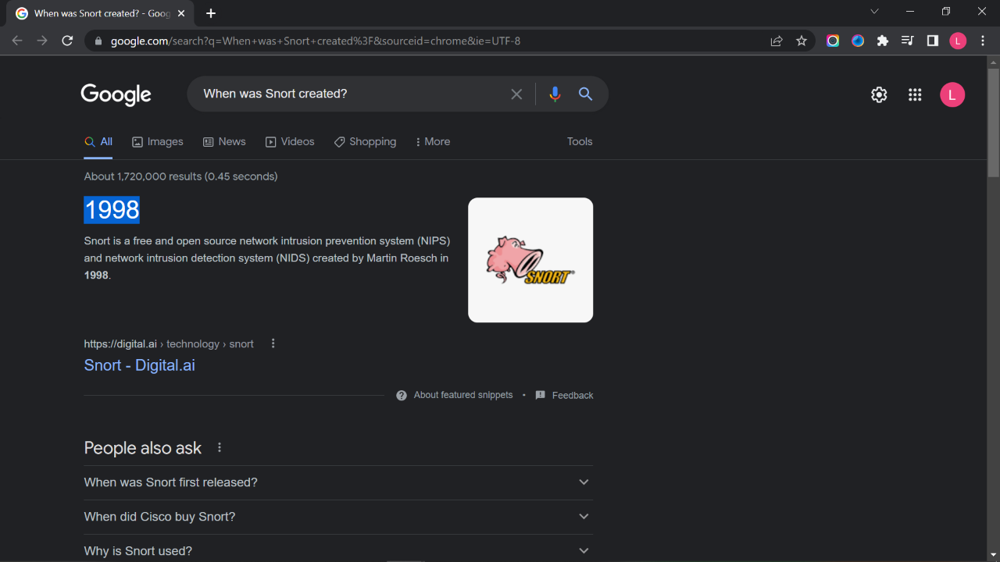 When was Snort created? - Goog
google.com/search?q=When+was+Snort+created%3F&sourceid=chrome&ie=UTF-8
L
Google
When was Snort created?
L
All
Images
News
Videos
Shopping
More
Tools
About 1,720,000 results (0.45 seconds)
1998
Snort is a free and open source network intrusion prevention system (NIPS)
and network intrusion detection system (NIDS) created by Martin Roesch in
1998.
SNORT
https://digital.ai › technology › snort
Snort - Digital.ai
About featured snippets • Feedback
People also ask
When was Snort first released?
When did Cisco buy Snort?
Why is Snort used?